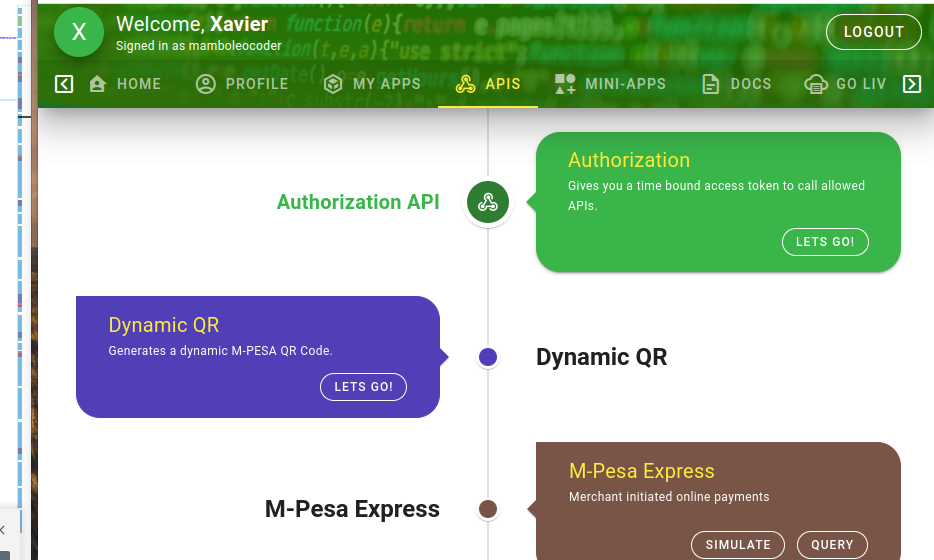 X
Welcome, Xavier
Signed in as mamboleocoder
LOGOUT
HOME
PROFILE
MY APPS
APIS
MINI-APPS
DOCS
GO LIV
Authorization API
Authorization
Gives you a time bound access token to call allowed
APIs.
LETS GO!
Dynamic QR
Generates a dynamic M-PESA QR Code.
LETS GO!
Dynamic QR
M-Pesa Express
M-Pesa Express
Merchant initiated online payments
SIMULATE
QUERY